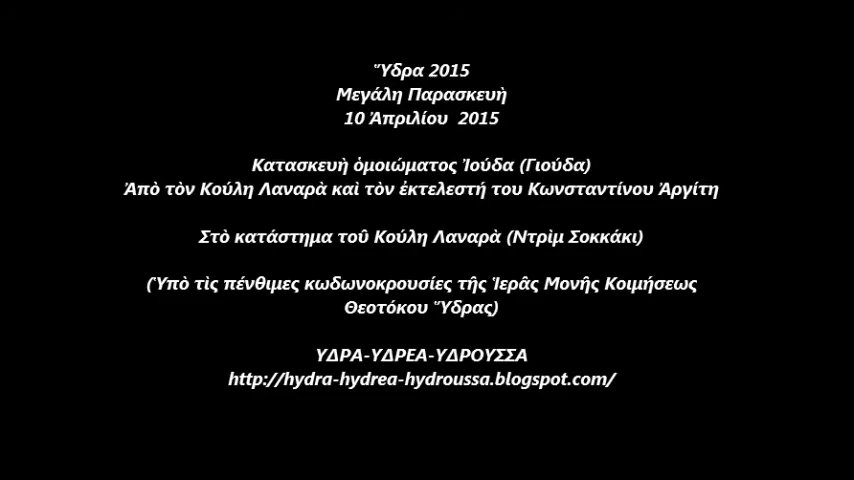 Ὕδρα 2015
Μεγάλη Παρασκευὴ
10 Ἀπριλίου  2015
Κατασκευὴ ὁμοιώματος Ἰούδα (Γιούδα)
Ἀπὸ τὸν Κούλη Λαναρὰ καὶ τὸν ἐκτελεστή του Κωνσταντίνου Ἀργίτη
Στὸ κατάστημα τοῦ Κούλη Λαναρὰ (Ντρὶμ Σοκκάκι)
(Ὑπὸ τὶς πένθιμες κωδωνοκρουσίες τῆς Ἱερᾶς Μονῆς Κοιμήσεως
Θεοτόκου Ὕδρας)
ΥΔΡΑ-ΥΔΡΕΑ-ΥΔΡΟΥΣΣΑ
http://hydra-hydrea-hydroussa.blogspot.com/